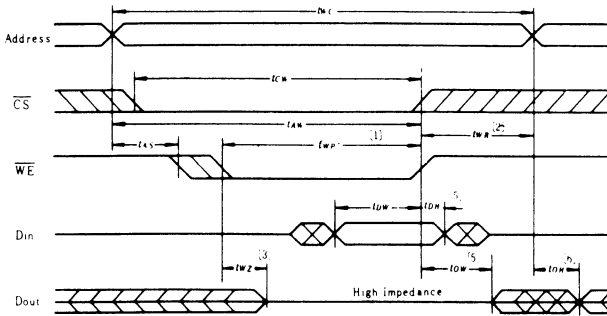 tWC
Address
tCW
CS
tAW
tAS
tWP
(1)
tWR
(2)
WE
tDW
tDH
Din
tWZ
(3)
tOW
tOH
High impedance
Dout